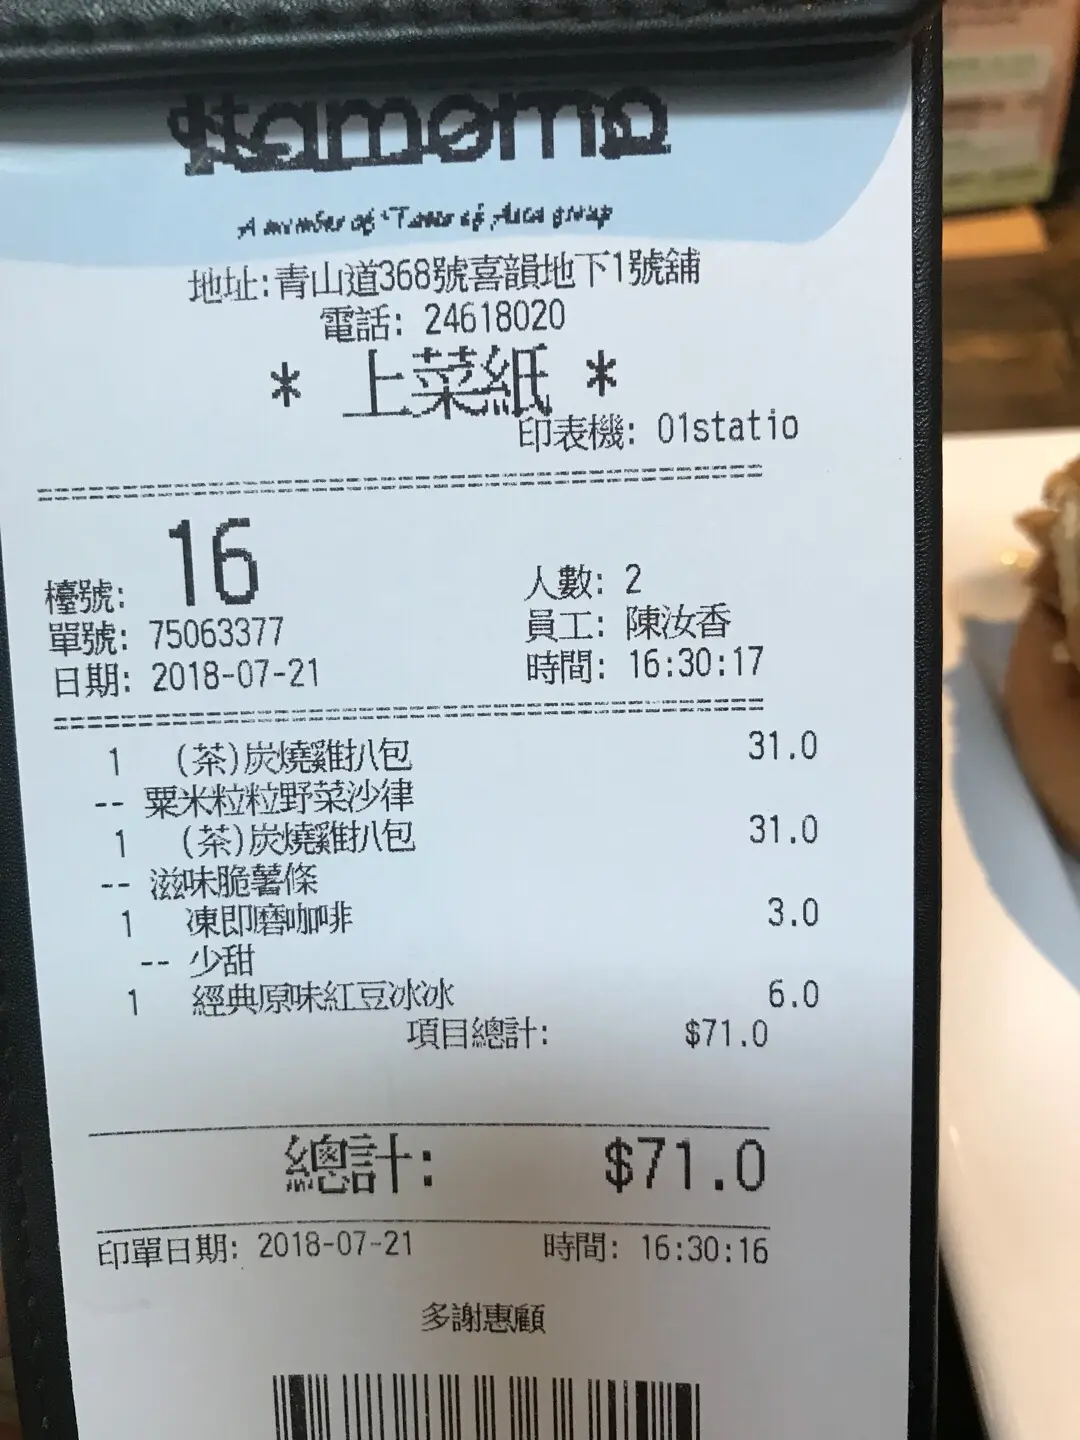 itamomo
A member of "Taste of Asia group
地址:青山道368號喜韻地下1號舖
電話: 24618020
* 上菜紙 *
印表機: 01statio
檯號: 16 人數: 2
單號: 75063377 員工: 陳汝香
日期: 2018-07-21 時間: 16:30:17
1 (茶)炭燒雞扒包 31.0
-- 粟米粒粒野菜沙律
1 (茶)炭燒雞扒包 31.0
-- 滋味脆薯條
1 凍即磨咖啡 3.0
-- 少甜
1 經典原味紅豆冰冰 6.0
項目總計: $71.0
總計: $71.0
印單日期: 2018-07-21 時間: 16:30:16
多謝惠顧